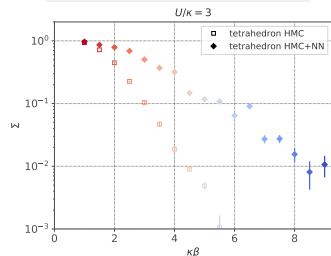 U/κ = 3
tetrahedron HMC
tetrahedron HMC+NN
10⁰
10⁻¹
10⁻²
10⁻³
Σ
0 2 4 6 8
κβ